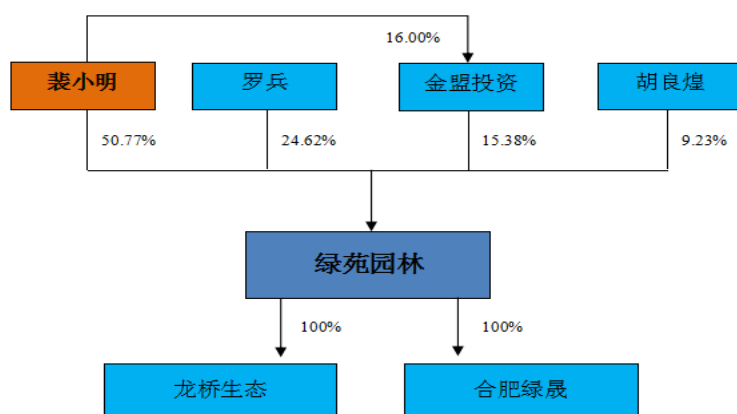 16.00%
裴小明
罗兵
金盟投资
胡良煌
50.77%
24.62%
15.38%
9.23%
绿苑园林
100%
100%
龙桥生态
合肥绿晟